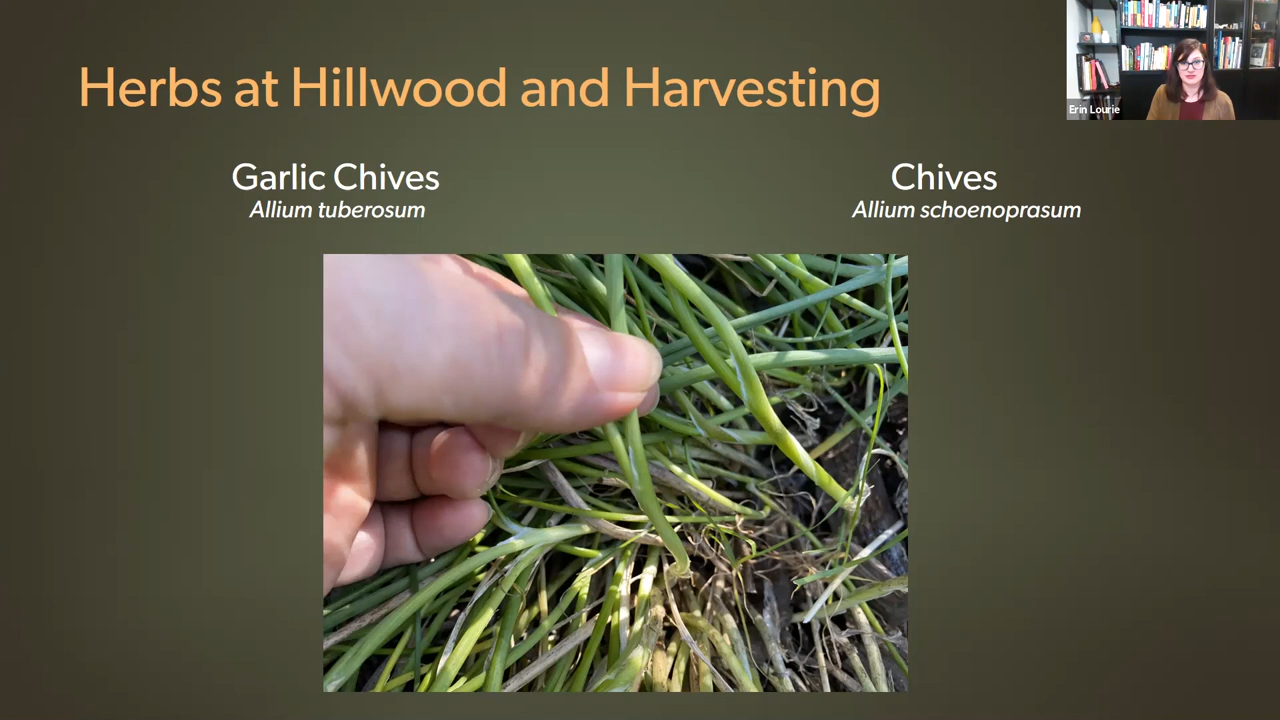 Herbs at Hillwood and Harvesting
Erin Lourie
Garlic Chives
Allium tuberosum
Chives
Allium schoenoprasum